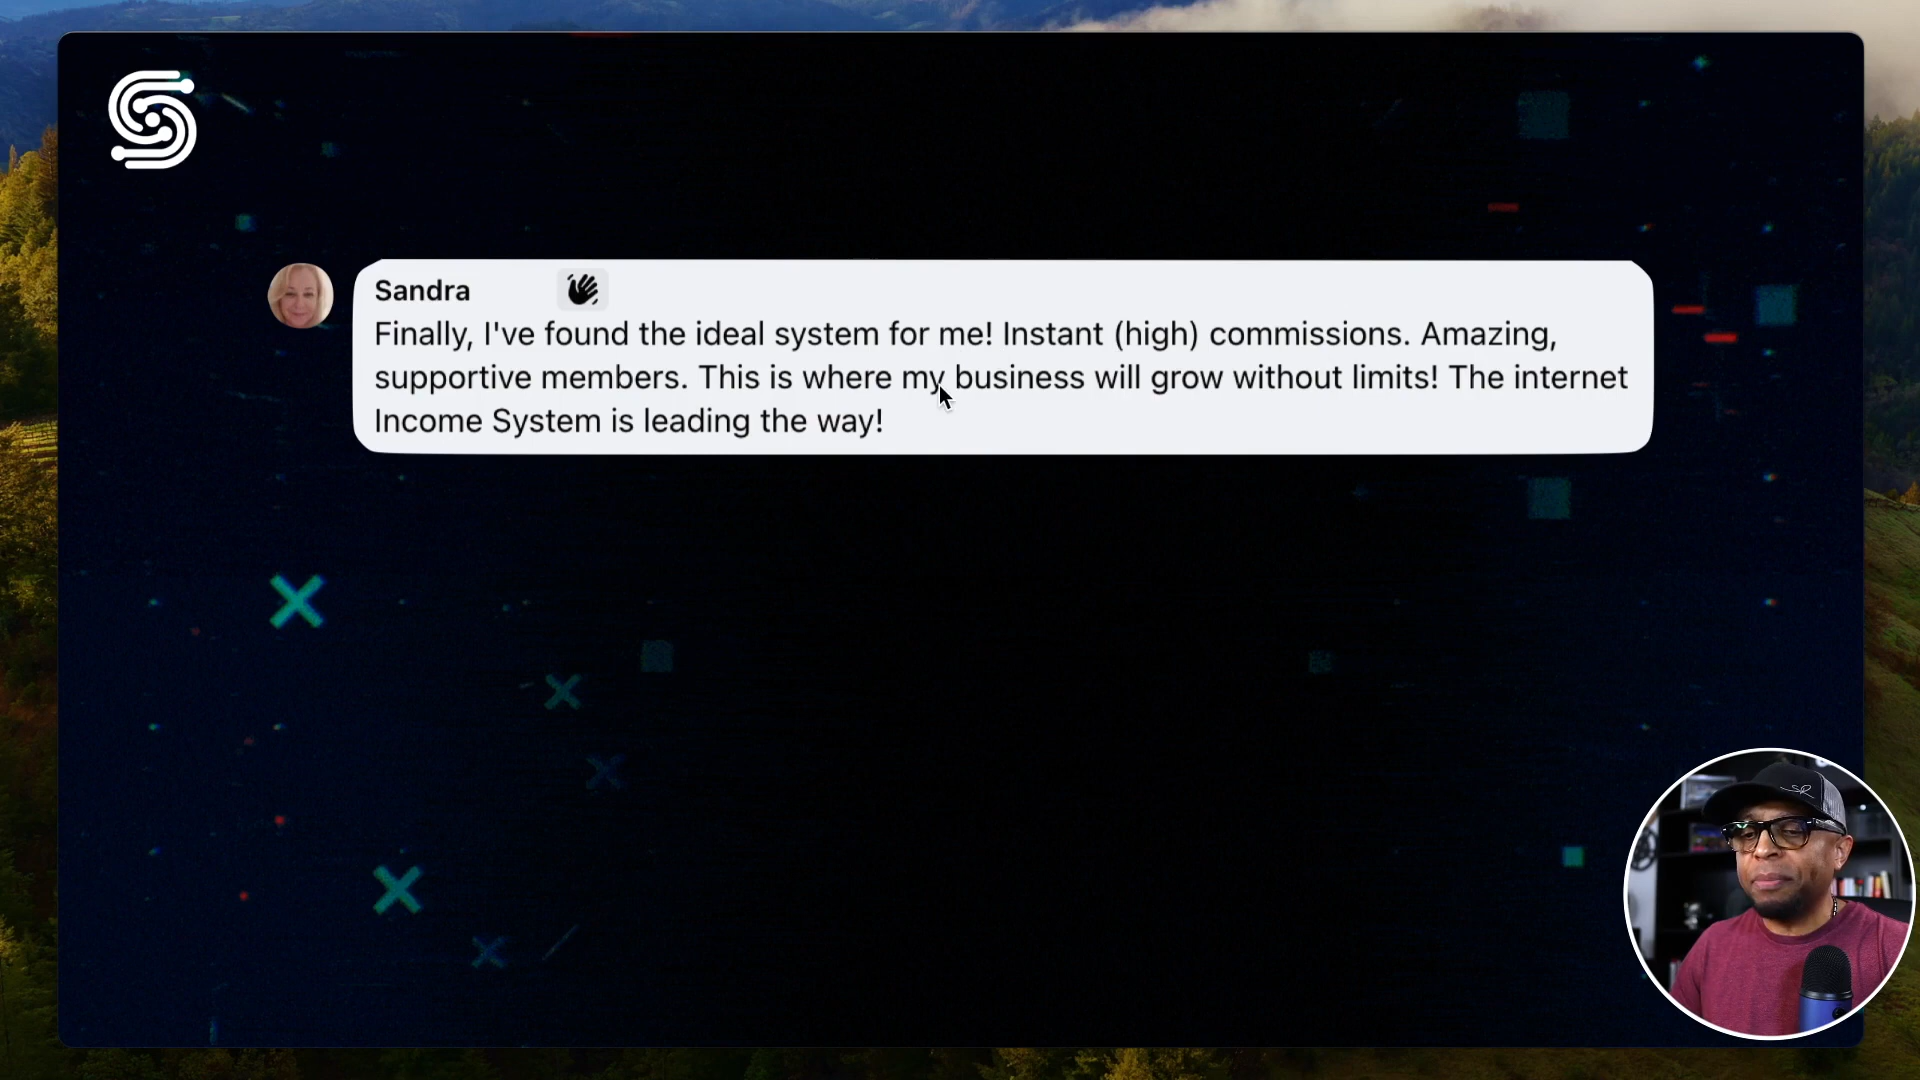 Sandra
Finally, I've found the ideal system for me! Instant (high) commissions. Amazing,
supportive members. This is where my business will grow without limits! The internet
Income System is leading the way!